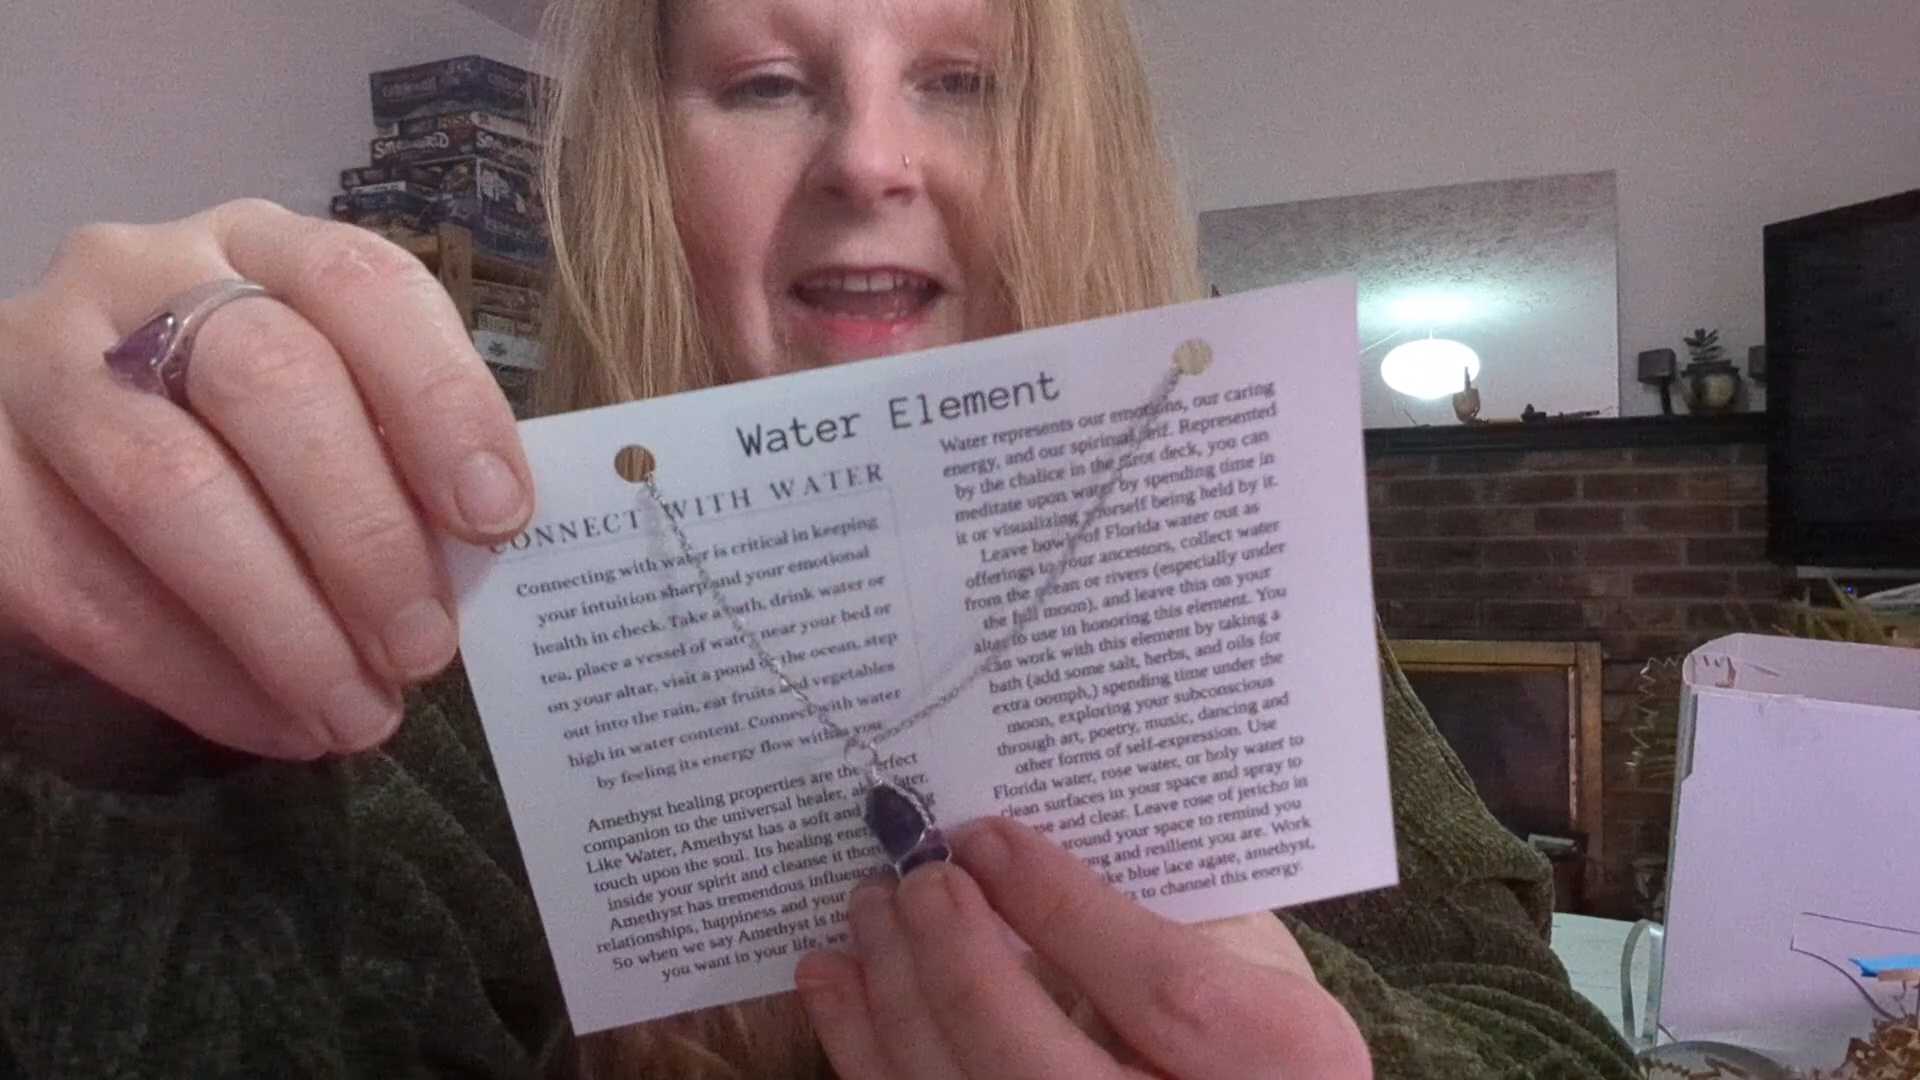 SMALLWORLD
Water Element
CONNECT WITH WATER
Connecting with water is critical in keeping
your intuition sharp and your emotional
health in check. Take a bath, drink water or
tea, place a vessel of water near your bed or
on your altar, visit a pond or the ocean, step
out into the rain, eat fruits and vegetables
high in water content. Connect with water
by feeling its energy flow within you
Amethyst healing properties are the perfect
companion to the universal healer,
Like Water, Amethyst has a soft and
touch upon the soul. Its healing
inside your spirit and cleanse it
Amethyst has tremendous influence
relationships, happiness and your
So when we say Amethyst is the
you want in your life, we
Water represents our emotions, our caring
energy, and our spiritual self. Represented
by the chalice in the tarot deck, you can
meditate upon water by spending time in
it or visualizing yourself being held by it.
Leave bowls of Florida water out as
offerings to your ancestors, collect water
from the ocean or rivers (especially under
the full moon), and leave this on your
altar to use in honoring this element. You
can work with this element by taking a
bath (add some salt, herbs, and oils for
extra oomph,) spending time under the
moon, exploring your subconscious
through art, poetry, music, dancing and
other forms of self-expression. Use
Florida water, rose water, or holy water to
clean surfaces in your space and spray to
and clear. Leave rose of jericho in
around your space to remind you
and resilient you are. Work
blue lace agate, amethyst,
to channel this energy.